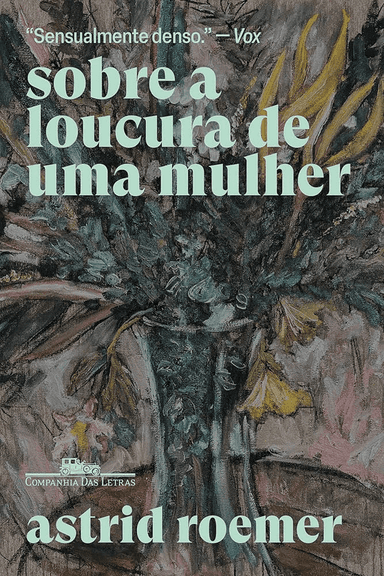 “Sensualmente denso.” — Vox
sobre a
loucura de
uma mulher
COMPANHIA DAS LETRAS
astrid roemer